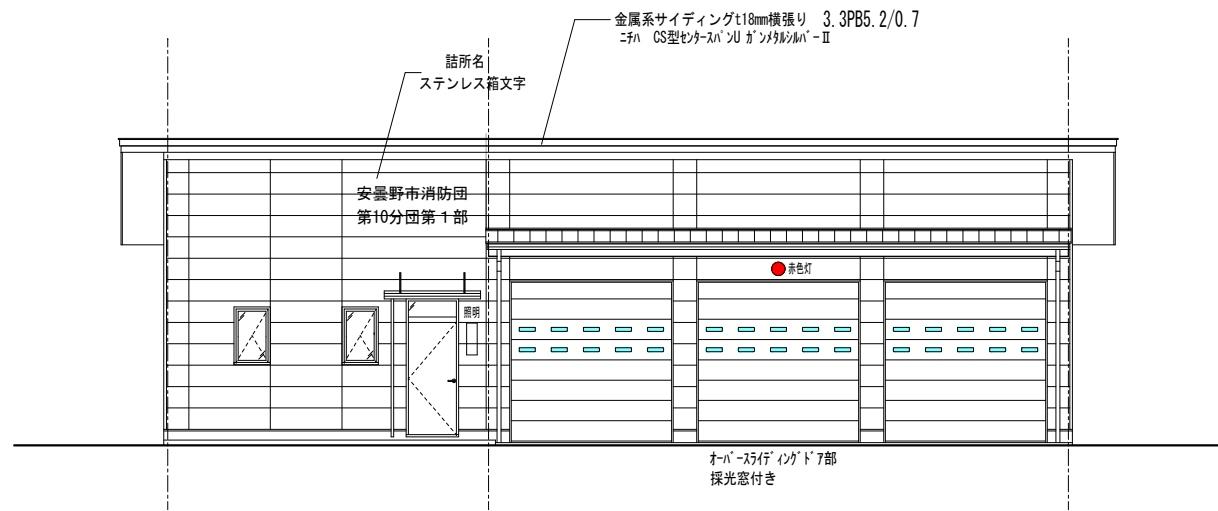 金属系サイディングt18mm横張り 3.3PB5.2/0.7
ﾆﾁﾊ CS型ｾﾝﾀｰｽﾊﾟﾝU ｶﾞﾝﾒﾀﾙｼﾙﾊﾞｰⅡ
詰所名
ステンレス箱文字
安曇野市消防団
第10分団第１部
赤色灯
照明
ｵｰﾊﾞｰｽﾗｲﾃﾞｨﾝｸﾞﾄﾞｱ部
採光窓付き